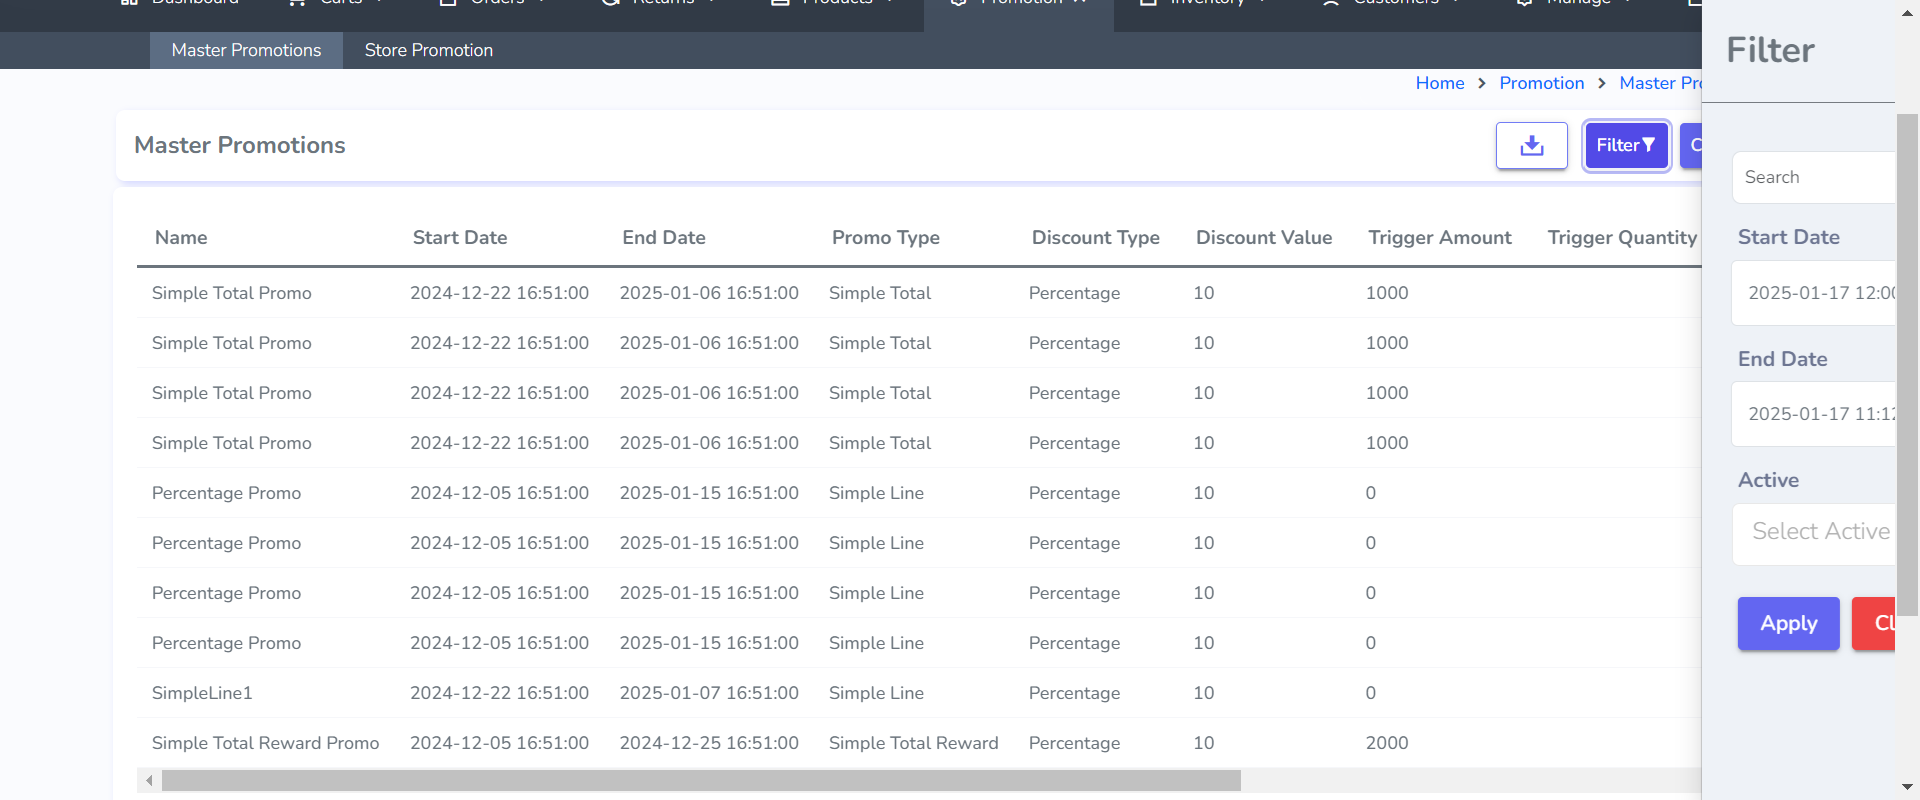 Dashboard Carts Orders Returns Products Promotion Inventory Customers Manage
Master Promotions Store Promotion
Home Promotion Master Pro
Master Promotions
Filter
C
Name Start Date End Date Promo Type Discount Type Discount Value Trigger Amount Trigger Quantity
Simple Total Promo 2024-12-22 16:51:00 2025-01-06 16:51:00 Simple Total Percentage 10 1000
Simple Total Promo 2024-12-22 16:51:00 2025-01-06 16:51:00 Simple Total Percentage 10 1000
Simple Total Promo 2024-12-22 16:51:00 2025-01-06 16:51:00 Simple Total Percentage 10 1000
Simple Total Promo 2024-12-22 16:51:00 2025-01-06 16:51:00 Simple Total Percentage 10 1000
Percentage Promo 2024-12-05 16:51:00 2025-01-15 16:51:00 Simple Line Percentage 10 0
Percentage Promo 2024-12-05 16:51:00 2025-01-15 16:51:00 Simple Line Percentage 10 0
Percentage Promo 2024-12-05 16:51:00 2025-01-15 16:51:00 Simple Line Percentage 10 0
Percentage Promo 2024-12-05 16:51:00 2025-01-15 16:51:00 Simple Line Percentage 10 0
SimpleLine1 2024-12-22 16:51:00 2025-01-07 16:51:00 Simple Line Percentage 10 0
Simple Total Reward Promo 2024-12-05 16:51:00 2024-12-25 16:51:00 Simple Total Reward Percentage 10 2000
Filter
Search
Start Date
2025-01-17 12:00
End Date
2025-01-17 11:12
Active
Select Active
Apply Cl